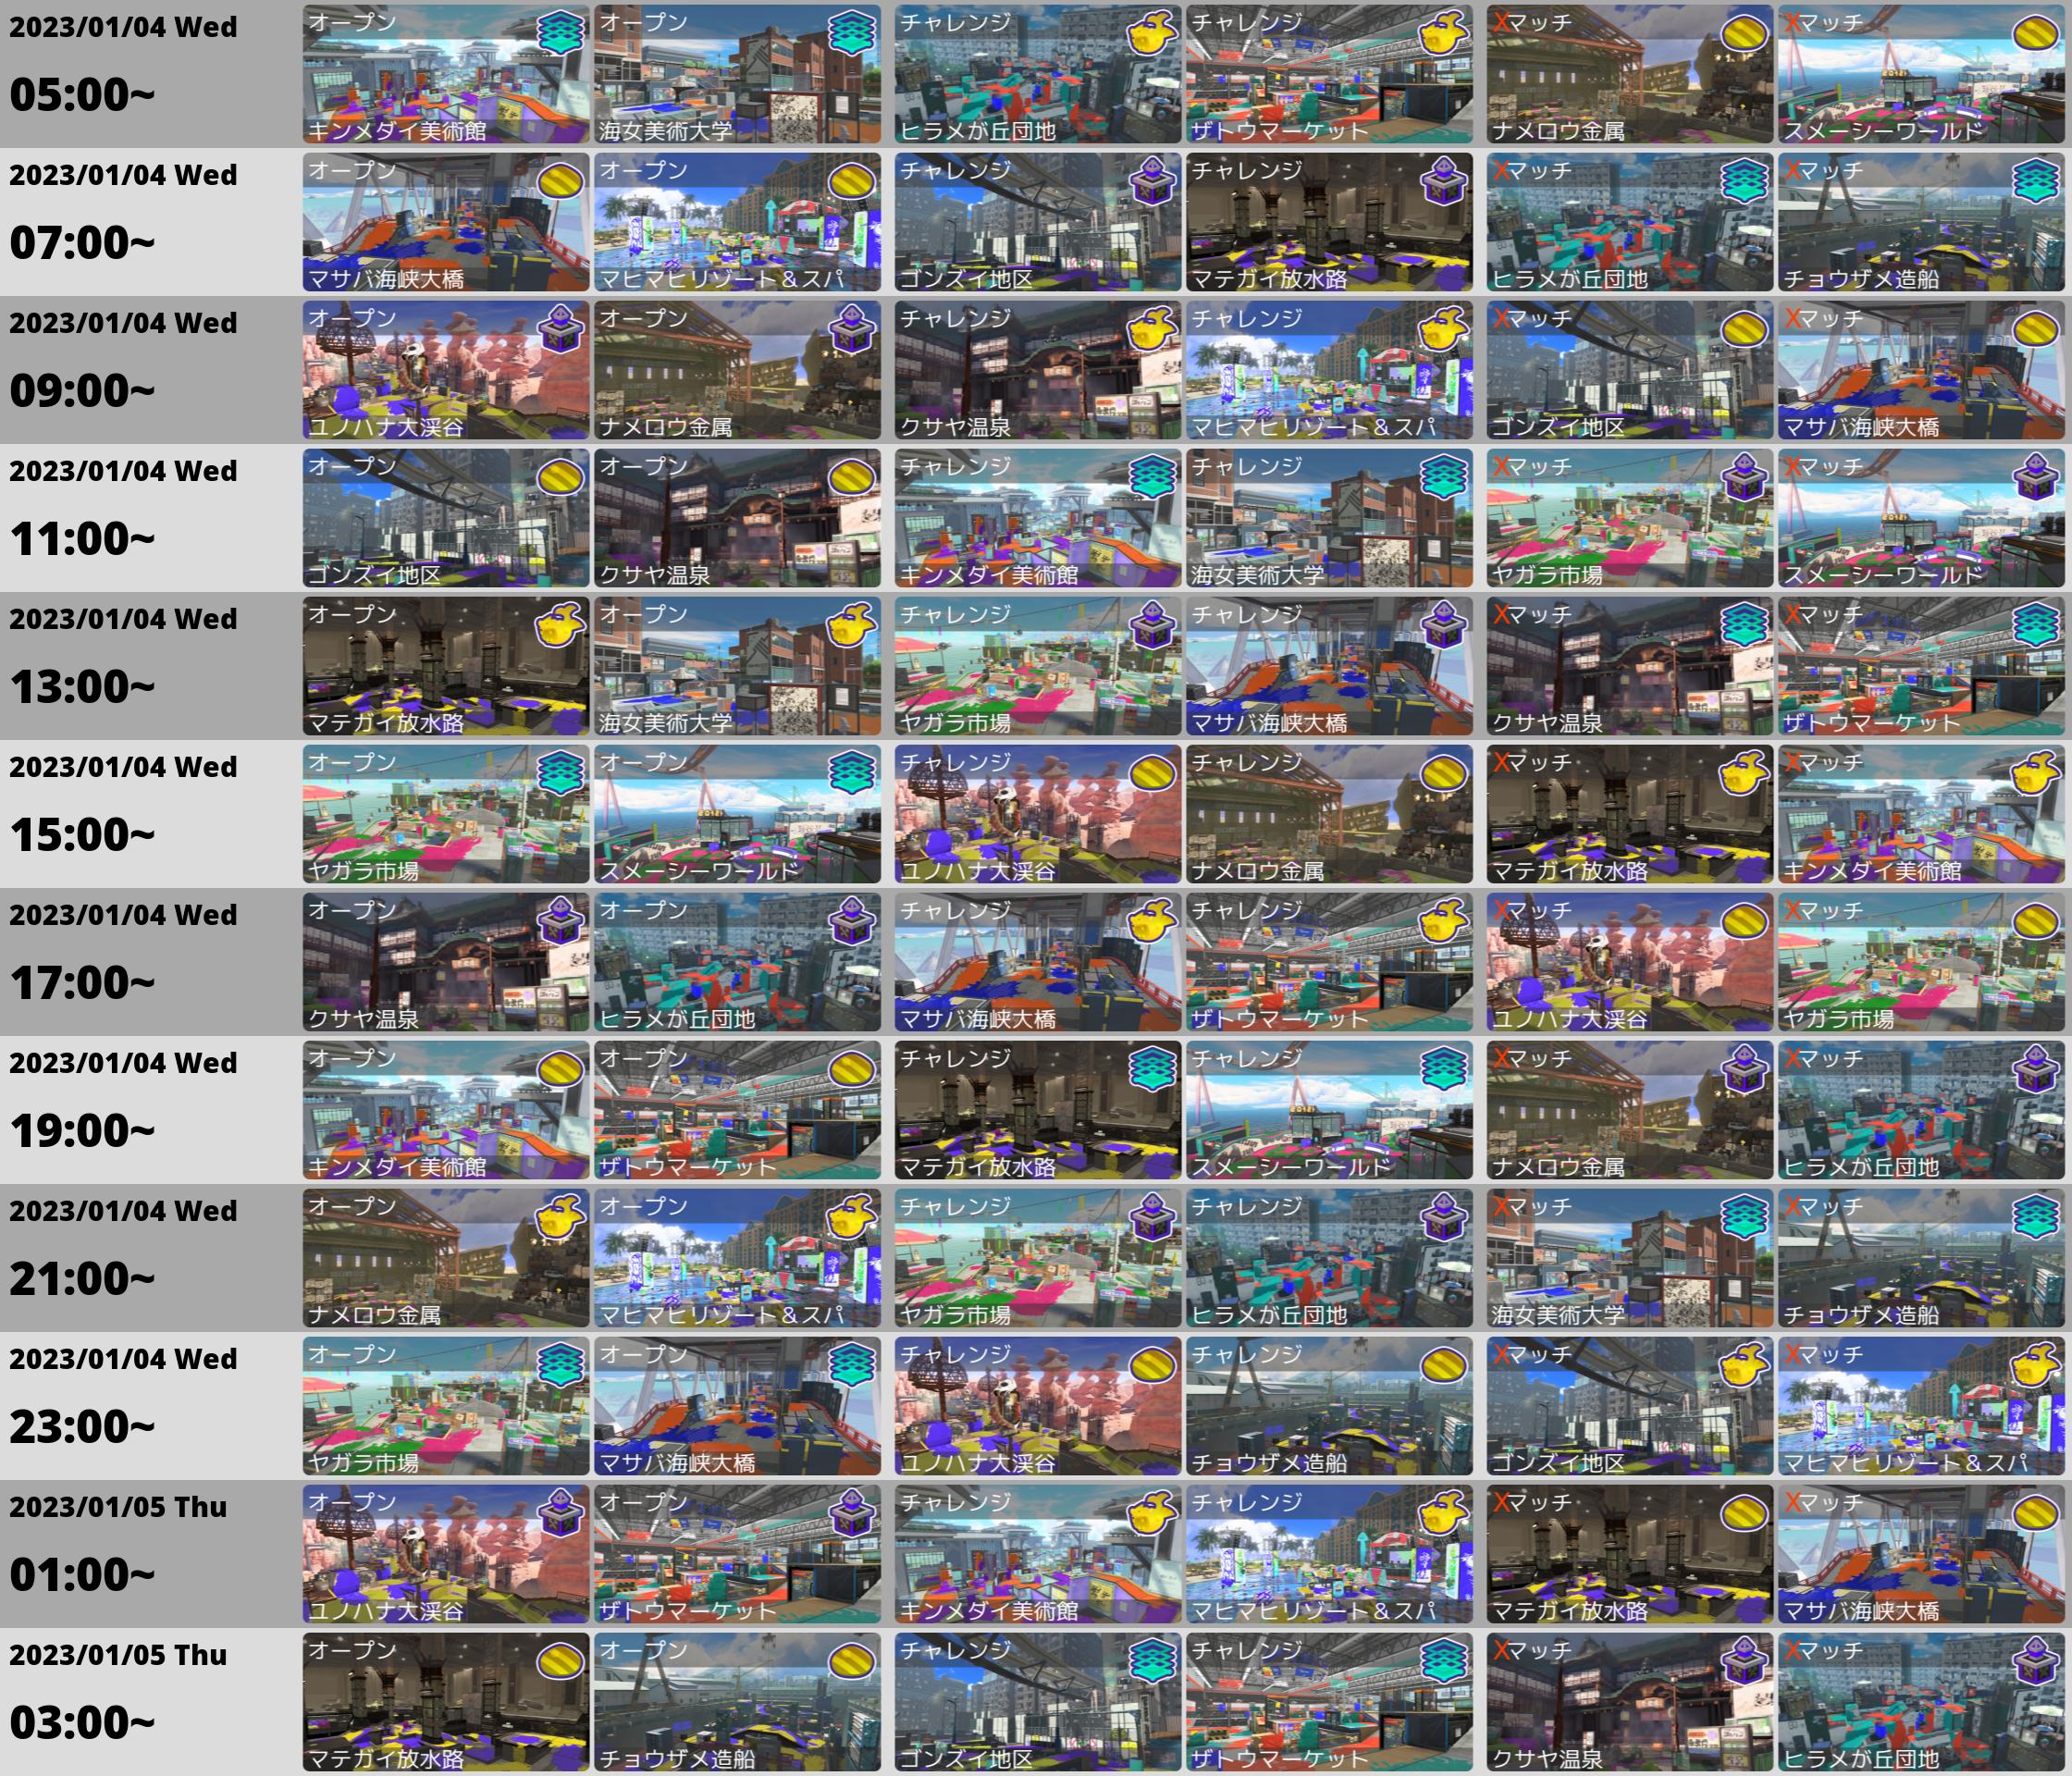 2023/01/04 Wed
05:00~
オープン
キンメダイ美術館
オープン
海女美術大学
チャレンジ
ヒラメが丘団地
チャレンジ
ザトウマーケット
Xマッチ
ナメロウ金属
Xマッチ
スメーシーワールド
2023/01/04 Wed
07:00~
オープン
マサバ海峡大橋
オープン
マヒマヒリゾート&スパ
チャレンジ
ゴンズイ地区
チャレンジ
マテガイ放水路
Xマッチ
ヒラメが丘団地
Xマッチ
チョウザメ造船
2023/01/04 Wed
09:00~
オープン
ユノハナ大渓谷
オープン
ナメロウ金属
チャレンジ
クサヤ温泉
チャレンジ
マヒマヒリゾート&スパ
Xマッチ
ゴンズイ地区
Xマッチ
マサバ海峡大橋
2023/01/04 Wed
11:00~
オープン
ゴンズイ地区
オープン
クサヤ温泉
チャレンジ
キンメダイ美術館
チャレンジ
海女美術大学
Xマッチ
ヤガラ市場
Xマッチ
スメーシーワールド
2023/01/04 Wed
13:00~
オープン
マテガイ放水路
オープン
海女美術大学
チャレンジ
ヤガラ市場
チャレンジ
マサバ海峡大橋
Xマッチ
クサヤ温泉
Xマッチ
ザトウマーケット
2023/01/04 Wed
15:00~
オープン
ヤガラ市場
オープン
スメーシーワールド
チャレンジ
ユノハナ大渓谷
チャレンジ
ナメロウ金属
Xマッチ
マテガイ放水路
Xマッチ
キンメダイ美術館
2023/01/04 Wed
17:00~
オープン
クサヤ温泉
オープン
ヒラメが丘団地
チャレンジ
マサバ海峡大橋
チャレンジ
ザトウマーケット
Xマッチ
ユノハナ大渓谷
Xマッチ
ヤガラ市場
2023/01/04 Wed
19:00~
オープン
キンメダイ美術館
オープン
ザトウマーケット
チャレンジ
マテガイ放水路
チャレンジ
スメーシーワールド
Xマッチ
ナメロウ金属
Xマッチ
ヒラメが丘団地
2023/01/04 Wed
21:00~
オープン
ナメロウ金属
オープン
マヒマヒリゾート&スパ
チャレンジ
ヤガラ市場
チャレンジ
ヒラメが丘団地
Xマッチ
海女美術大学
Xマッチ
チョウザメ造船
2023/01/04 Wed
23:00~
オープン
ヤガラ市場
オープン
マサバ海峡大橋
チャレンジ
ユノハナ大渓谷
チャレンジ
チョウザメ造船
Xマッチ
ゴンズイ地区
Xマッチ
マヒマヒリゾート&スパ
2023/01/05 Thu
01:00~
オープン
ユノハナ大渓谷
オープン
ザトウマーケット
チャレンジ
キンメダイ美術館
チャレンジ
マヒマヒリゾート&スパ
Xマッチ
マテガイ放水路
Xマッチ
マサバ海峡大橋
2023/01/05 Thu
03:00~
オープン
マテガイ放水路
オープン
チョウザメ造船
チャレンジ
ゴンズイ地区
チャレンジ
ザトウマーケット
Xマッチ
クサヤ温泉
Xマッチ
ヒラメが丘団地